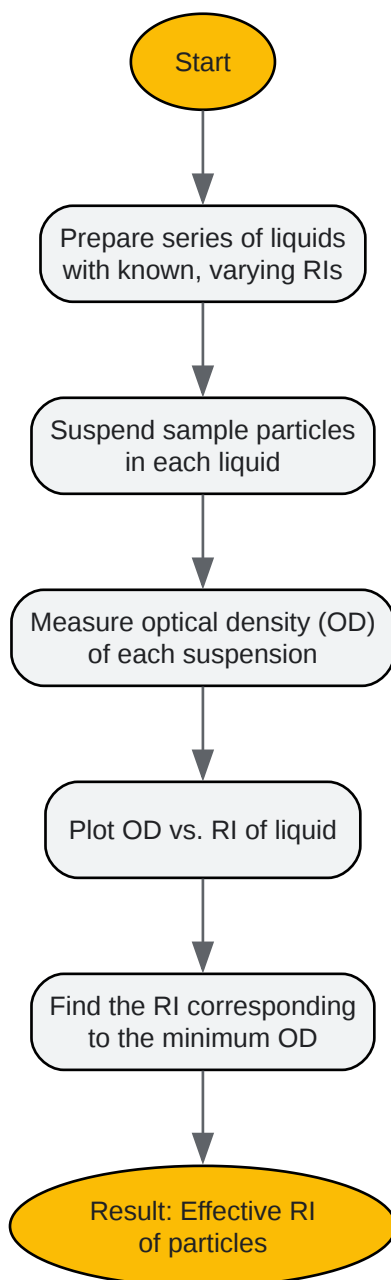 Start
Prepare series of liquids
with known, varying RIs
Suspend sample particles
in each liquid
Measure optical density (OD)
of each suspension
Plot OD vs. RI of liquid
Find the RI corresponding
to the minimum OD
Result: Effective RI
of particles